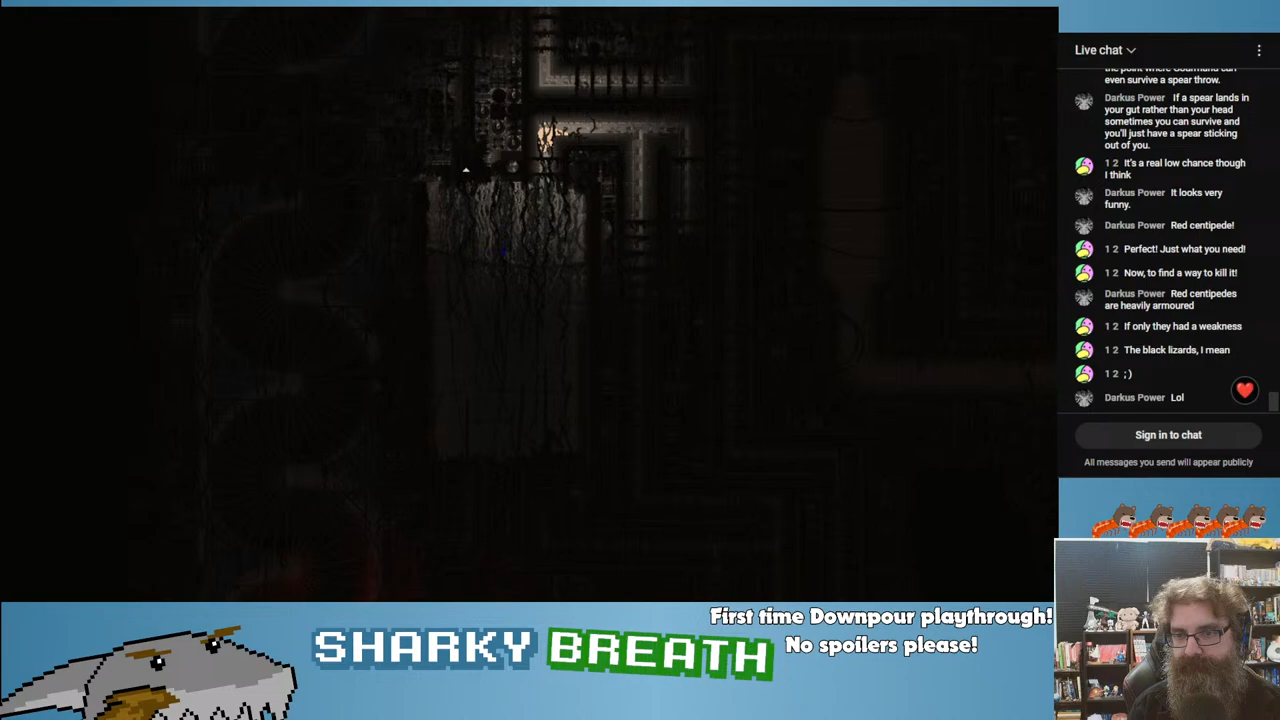 Live chat
the point where Gourmand can
even survive a spear throw.
Darkus Power If a spear lands in
your gut rather than your head
sometimes you can survive and
you'll just have a spear sticking
out of you.
1 2 It's a real low chance though
I think
Darkus Power It looks very
funny.
Darkus Power Red centipede!
1 2 Perfect! Just what you need!
1 2 Now, to find a way to kill it!
Darkus Power Red centipedes
are heavily armoured
1 2 If only they had a weakness
1 2 The black lizards, I mean
1 2 ;)
Darkus Power Lol
Sign in to chat
All messages you send will appear publicly
First time Downpour playthrough!
No spoilers please!
SHARKY BREATH